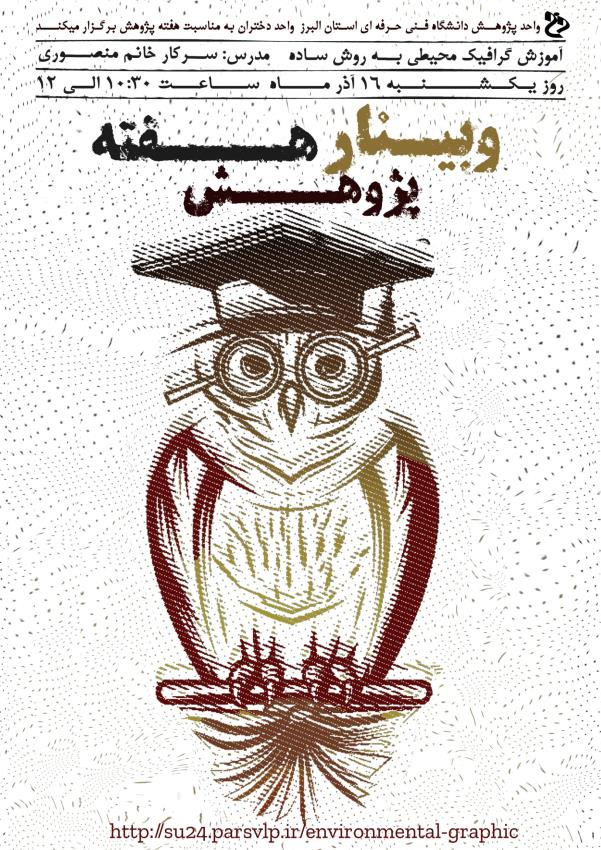 واحد پژوهش دانشگاه فنی حرفه ای استان البرز واحد دختران به مناسبت هفته پژوهش برگزار میکند
آموزش گرافیک محیطی به روش ساده مدرس: سرکار خانم منصوری
روز یکشنبه ۱۶ آذر ماه ساعت ۱۰:۳۰ الی ۱۲
وبینار هفته
پژوهش
http://su24.parsvlp.ir/environmental-graphic